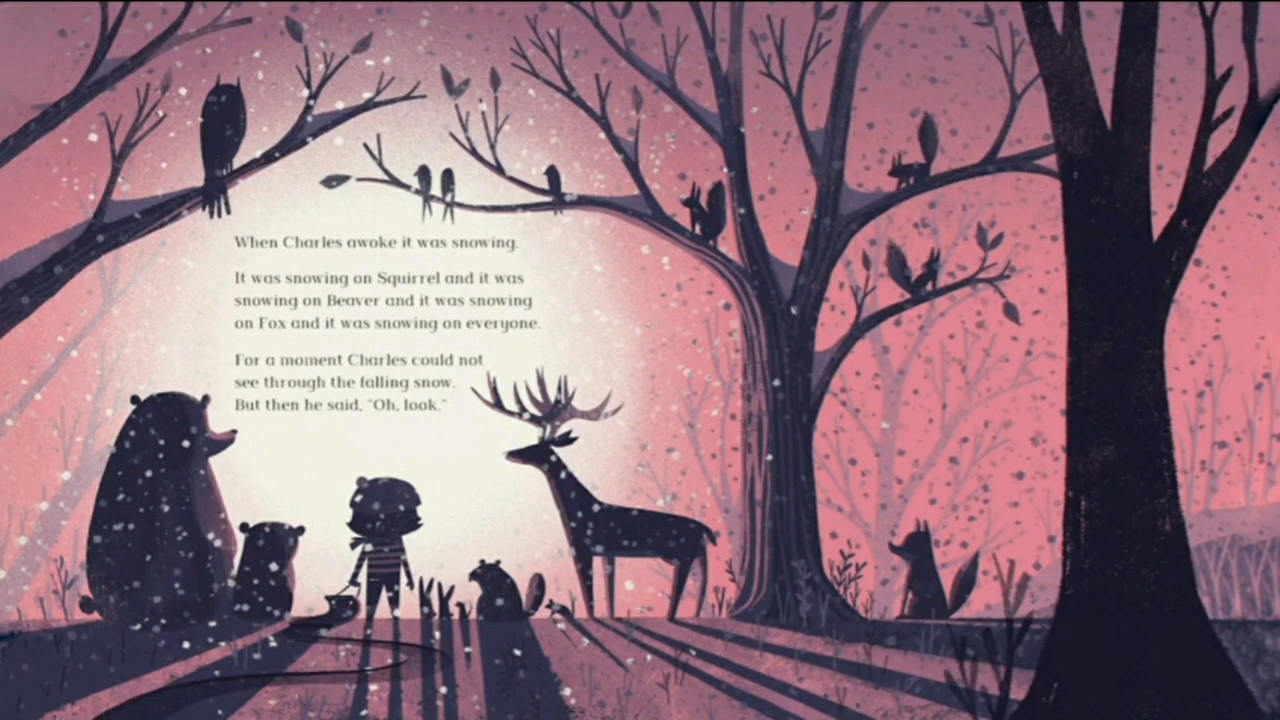 When Charles awoke it was snowing.
It was snowing on Squirrel and it was
snowing on Beaver and it was snowing
on Fox and it was snowing on everyone.
For a moment Charles could not
see through the falling snow.
But then he said, "Oh, look."